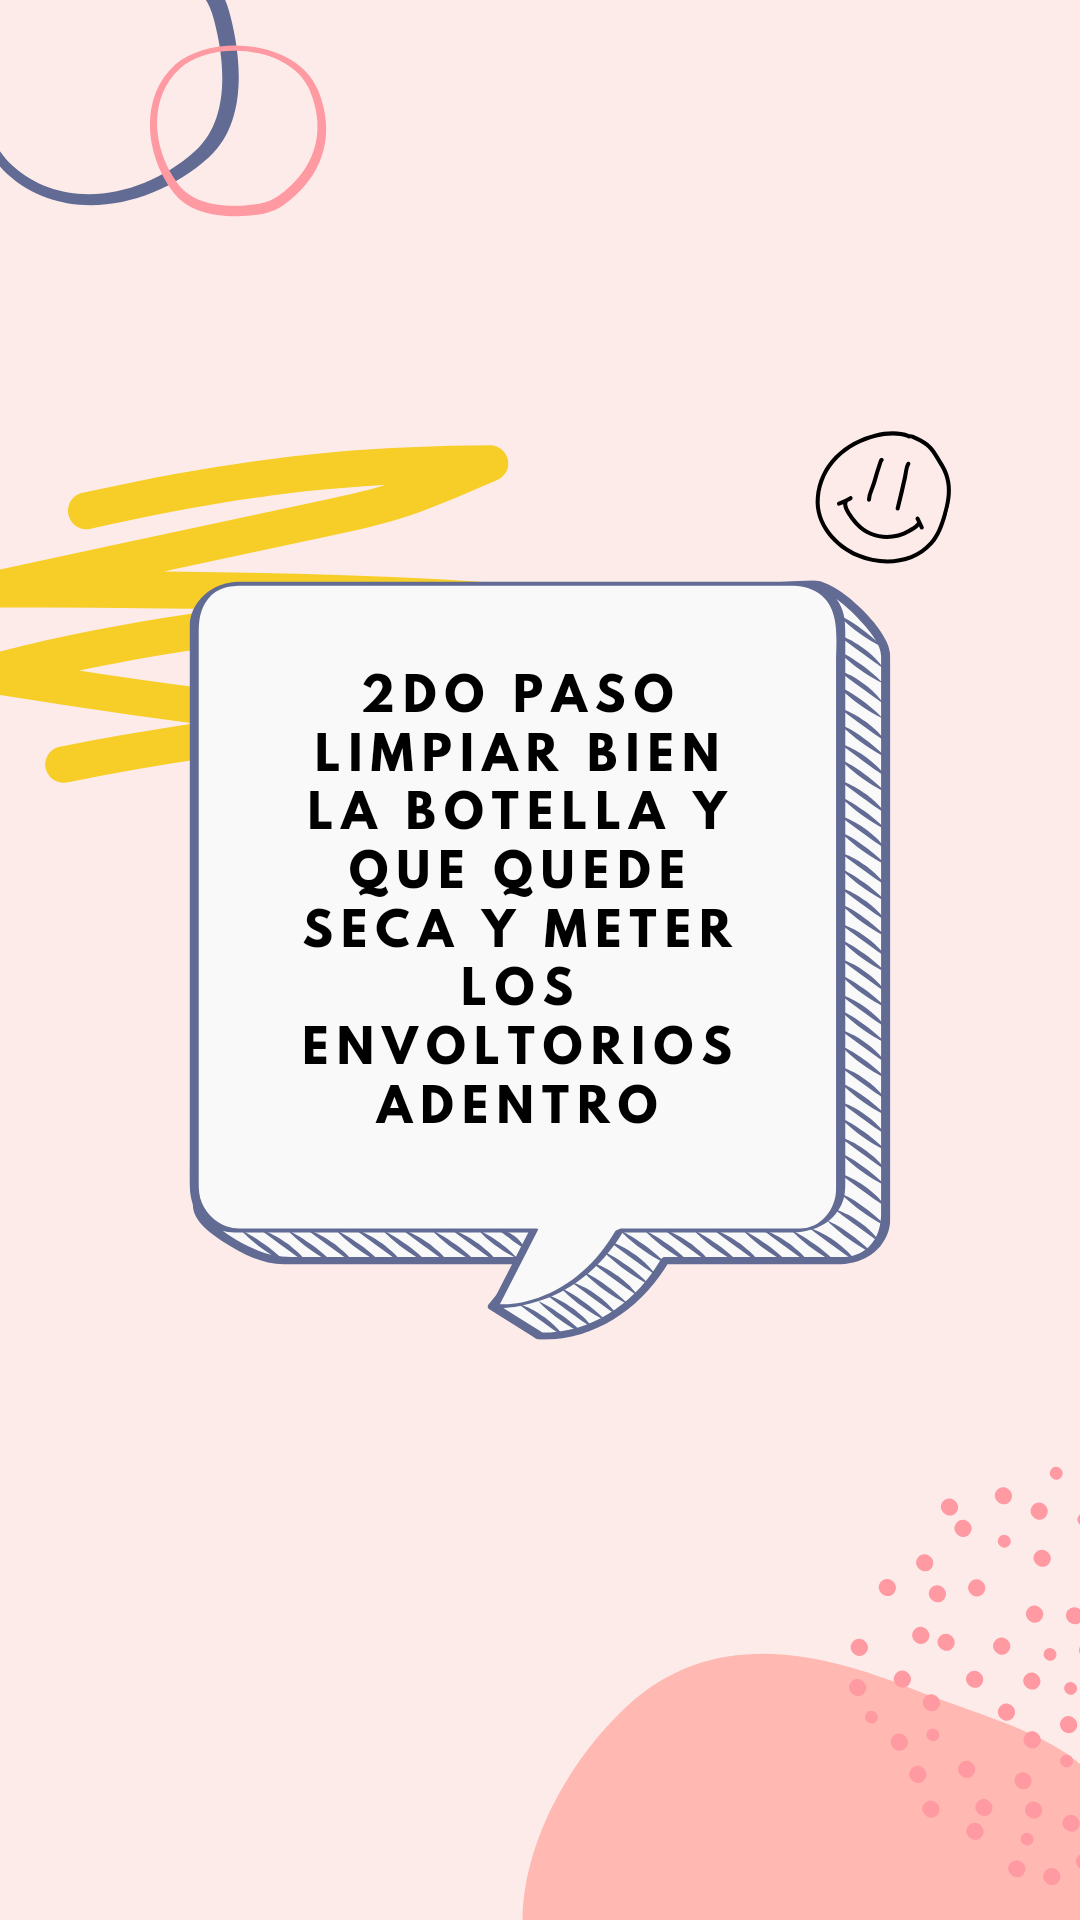 2DO PASO
LIMPIAR BIEN
LA BOTELLA Y
QUE QUEDE
SECA Y METER
LOS
ENVOLTORIOS
ADENTRO